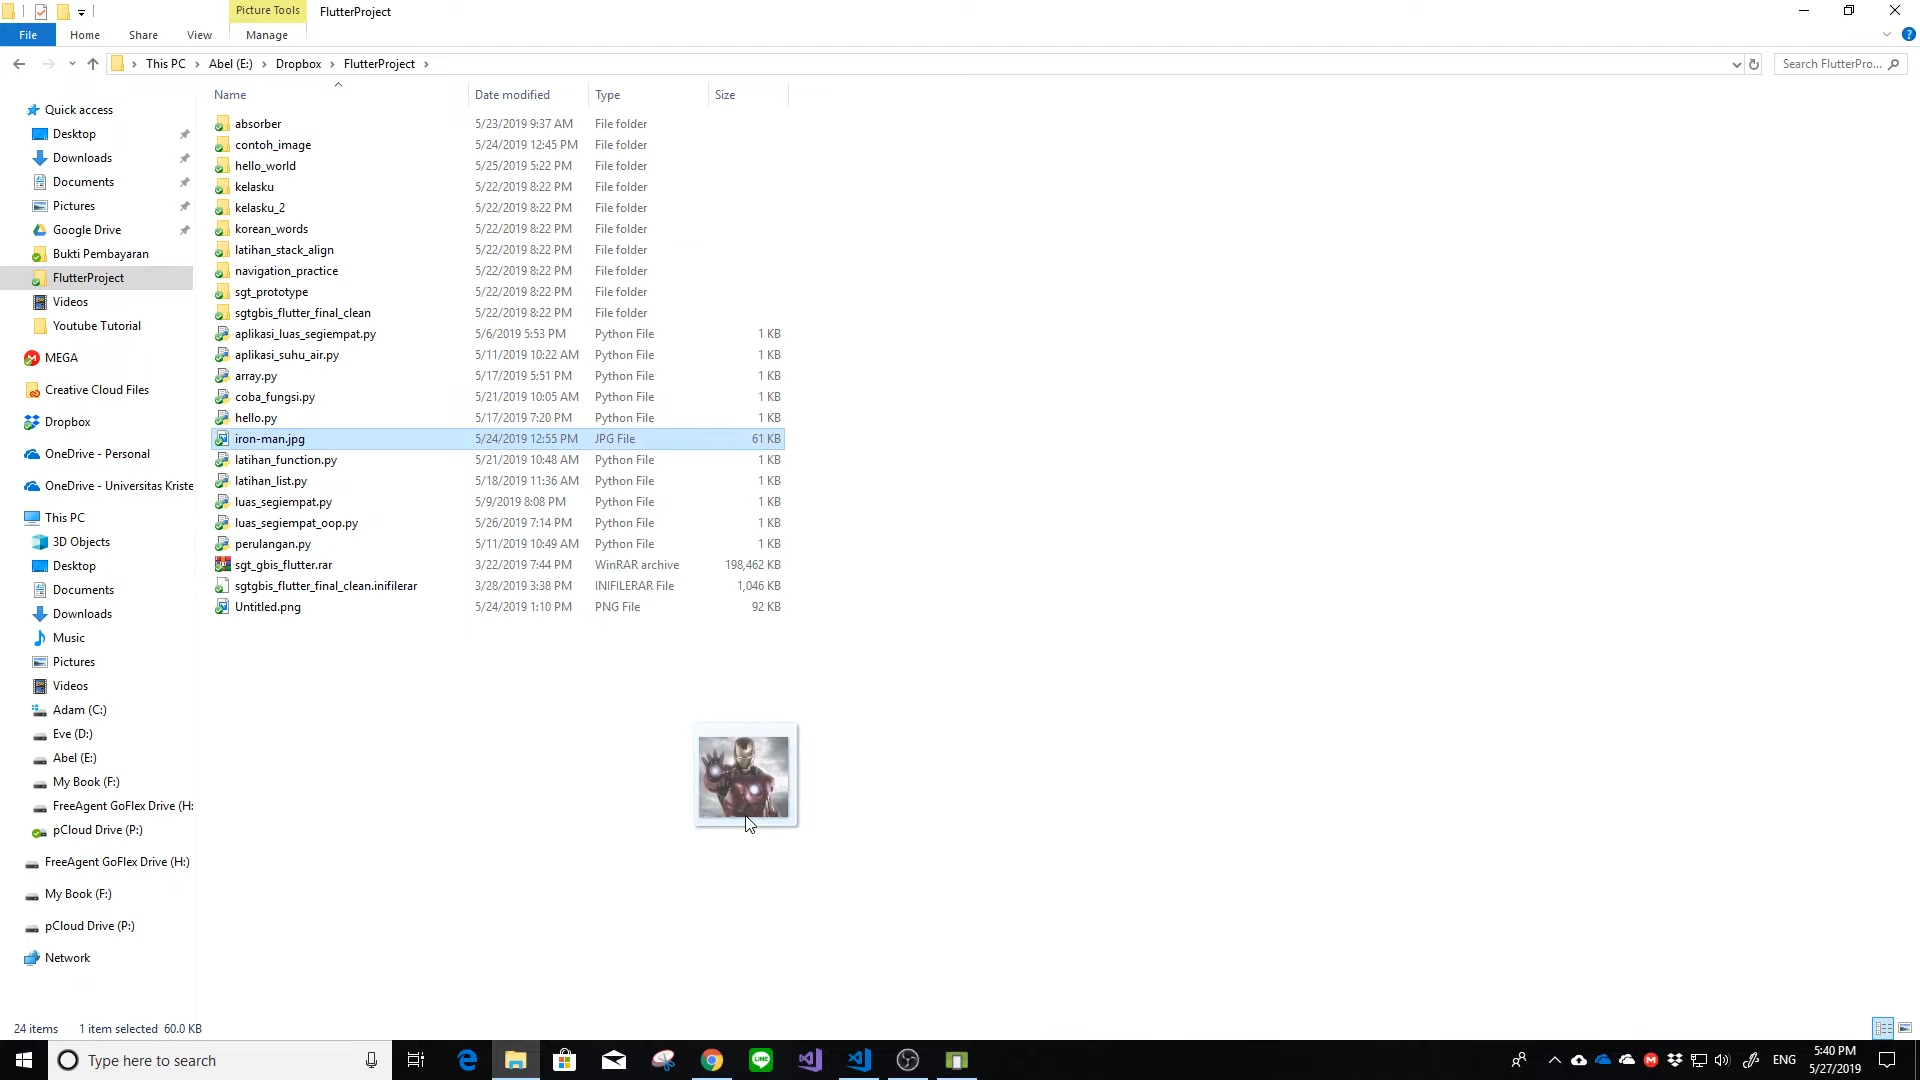 Picture Tools FlutterProject
File Home Share View Manage
This PC Abel (E:) Dropbox FlutterProject
Search FlutterPro...
Name Date modified Type Size
Quick access
Desktop
Downloads
Documents
Pictures
Google Drive
Bukti Pembayaran
FlutterProject
Videos
Youtube Tutorial
MEGA
Creative Cloud Files
Dropbox
OneDrive - Personal
OneDrive - Universitas Kriste
This PC
3D Objects
Desktop
Documents
Downloads
Music
Pictures
Videos
Adam (C:)
Eve (D:)
Abel (E:)
My Book (F:)
FreeAgent GoFlex Drive (H:
pCloud Drive (P:)
FreeAgent GoFlex Drive (H:)
My Book (F:)
pCloud Drive (P:)
Network
absorber 5/23/2019 9:37 AM File folder
contoh_image 5/24/2019 12:45 PM File folder
hello_world 5/25/2019 5:22 PM File folder
kelasku 5/22/2019 8:22 PM File folder
kelasku_2 5/22/2019 8:22 PM File folder
korean_words 5/22/2019 8:22 PM File folder
latihan_stack_align 5/22/2019 8:22 PM File folder
navigation_practice 5/22/2019 8:22 PM File folder
sgt_prototype 5/22/2019 8:22 PM File folder
sgtgbis_flutter_final_clean 5/22/2019 8:22 PM File folder
aplikasi_luas_segiempat.py 5/6/2019 5:53 PM Python File 1 KB
aplikasi_suhu_air.py 5/11/2019 10:22 AM Python File 1 KB
array.py 5/17/2019 5:51 PM Python File 1 KB
coba_fungsi.py 5/21/2019 10:05 AM Python File 1 KB
hello.py 5/17/2019 7:20 PM Python File 1 KB
iron-man.jpg 5/24/2019 12:55 PM JPG File 61 KB
latihan_function.py 5/21/2019 10:48 AM Python File 1 KB
latihan_list.py 5/18/2019 11:36 AM Python File 1 KB
luas_segiempat.py 5/9/2019 8:08 PM Python File 1 KB
luas_segiempat_oop.py 5/26/2019 7:14 PM Python File 1 KB
perulangan.py 5/11/2019 10:49 AM Python File 1 KB
sgt_gbis_flutter.rar 3/22/2019 7:44 PM WinRAR archive 198,462 KB
sgtgbis_flutter_final_clean.inifilerar 3/28/2019 3:38 PM INIFILERAR File 1,046 KB
Untitled.png 5/24/2019 1:10 PM PNG File 92 KB
24 items 1 item selected 60.0 KB
Type here to search
LINE
ENG
5:40 PM
5/27/2019